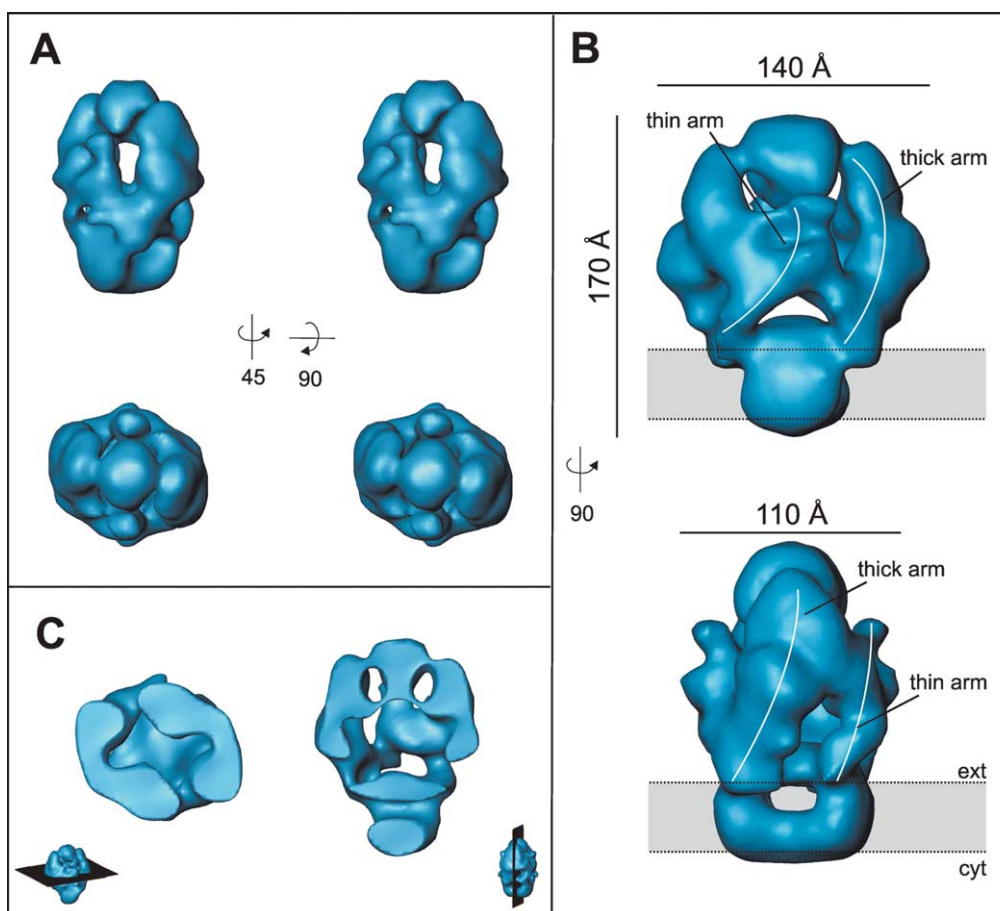 A
45
90
B
140 Å
thin arm
thick arm
170 Å
90
110 Å
thick arm
thin arm
ext
cyt
C